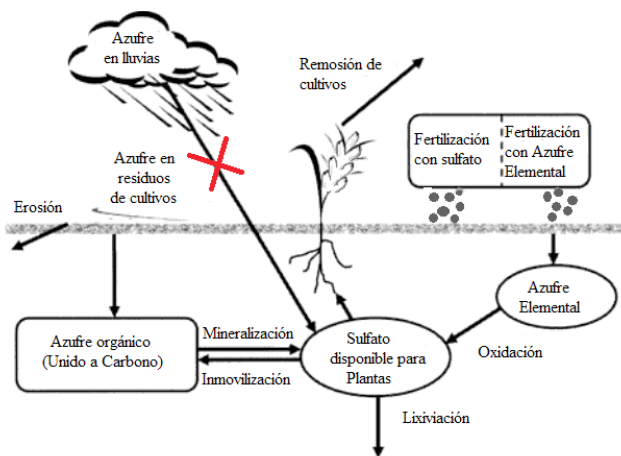 Azufre
en lluvias
Remosión de
cultivos
Fertilización
con sulfato
Fertilización
con Azufre
Elemental
Azufre en
residuos
de cultivos
Erosión
Azufre
Elemental
Azufre orgánico
(Unido a Carbono)
Mineralización
Inmovilización
Sulfato
disponible para
Plantas
Oxidación
Lixiviación